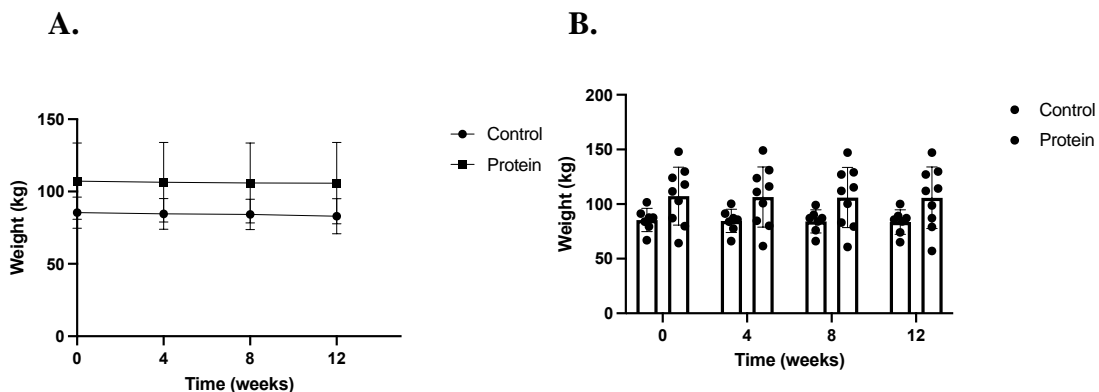 A.
150
100
50
0
Weight (kg)
0 4 8 12
Time (weeks)
Control
Protein
B.
200
150
100
50
0
Weight (kg)
0 4 8 12
Time (weeks)
Control
Protein